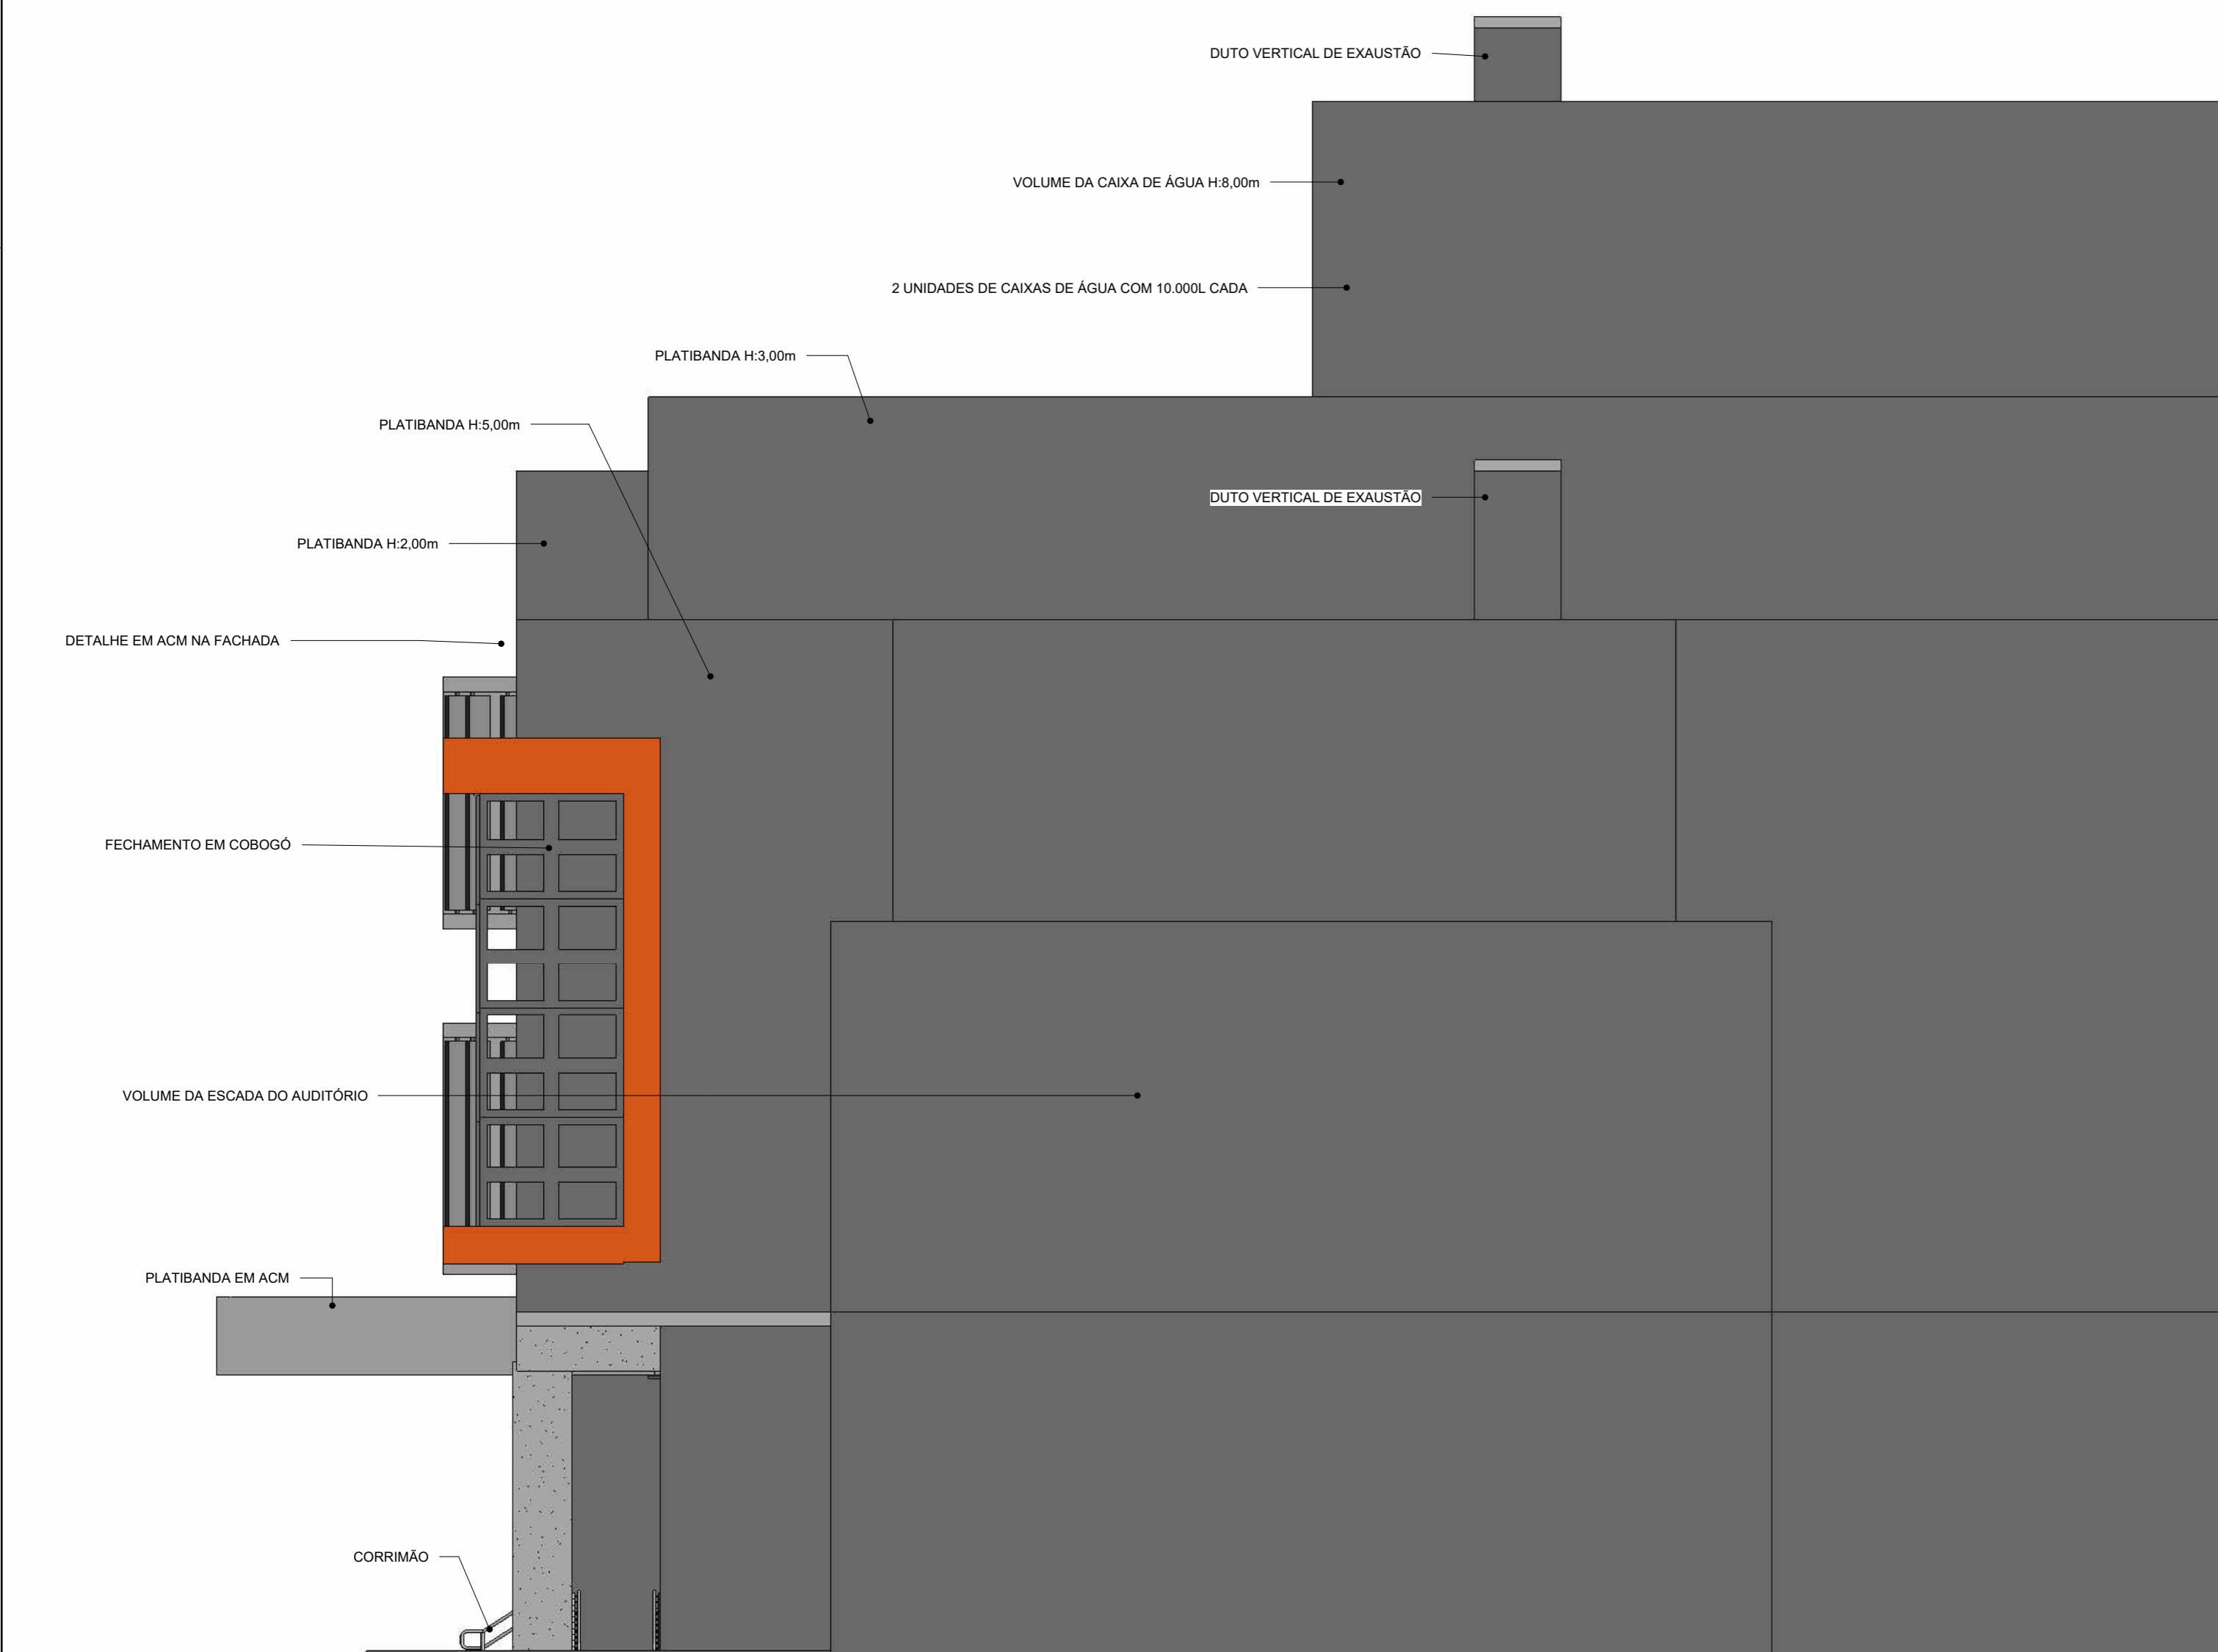 DUTO VERTICAL DE EXAUSTÃO
VOLUME DA CAIXA DE ÁGUA H:8,00m
2 UNIDADES DE CAIXAS DE ÁGUA COM 10.000L CADA
PLATIBANDA H:3,00m
PLATIBANDA H:5,00m
DUTO VERTICAL DE EXAUSTÃO
PLATIBANDA H:2,00m
DETALHE EM ACM NA FACHADA
FECHAMENTO EM COBOGÓ
VOLUME DA ESCADA DO AUDITÓRIO
PLATIBANDA EM ACM
CORRIMÃO